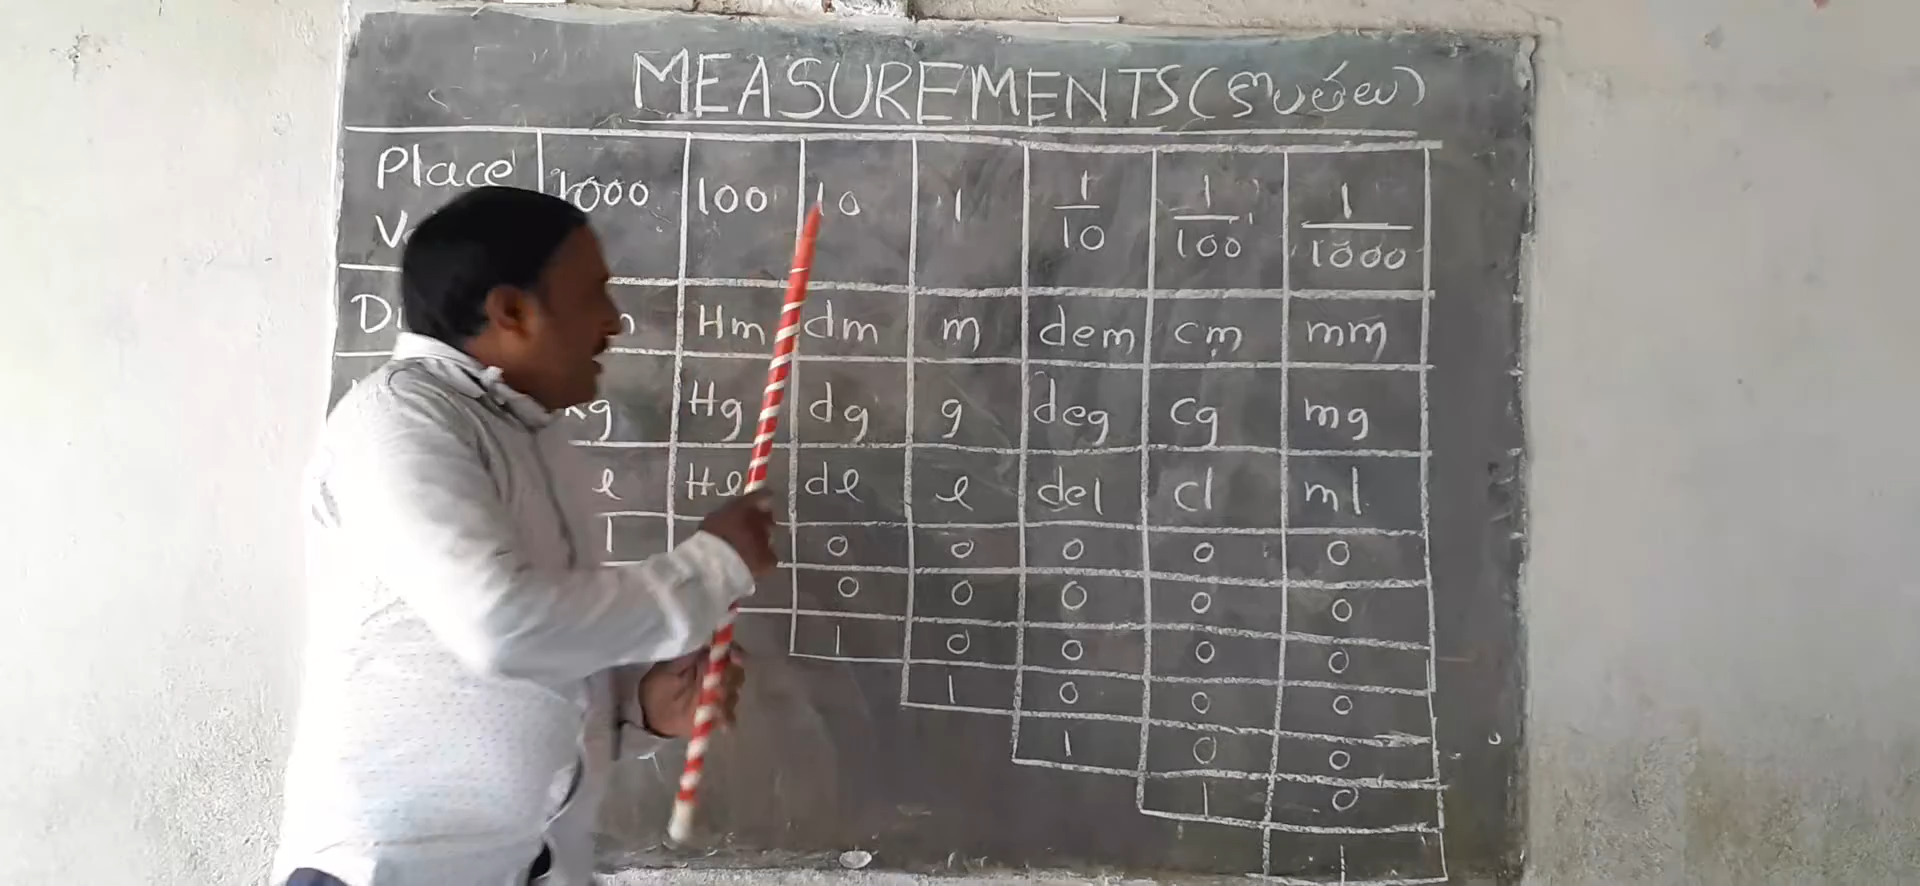 MEASUREMENTS (కొలతలు)
Place 1000 100 10 1 1/10 1/100 1/1000
Hm dm m dem cm mm
Kg Hg dg g deg cg mg
l Hl dl l del cl ml
1 0 0 0 0 0
0 0 0 0 0
1 0 0 0 0
1 0 0 0
1 0 0
1 0
1